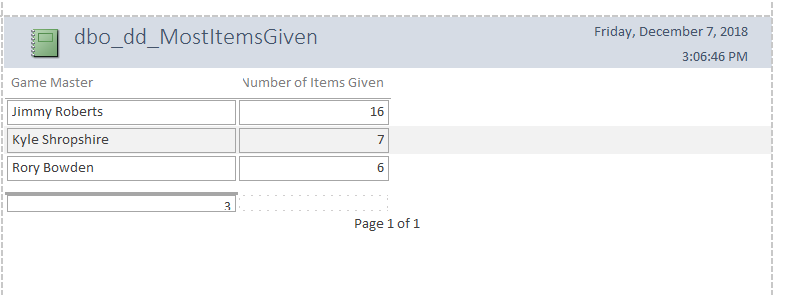 dbo_dd_MostItemsGiven
Friday, December 7, 2018
3:06:46 PM
Game Master Number of Items Given
Jimmy Roberts 16
Kyle Shropshire 7
Rory Bowden 6
3
Page 1 of 1